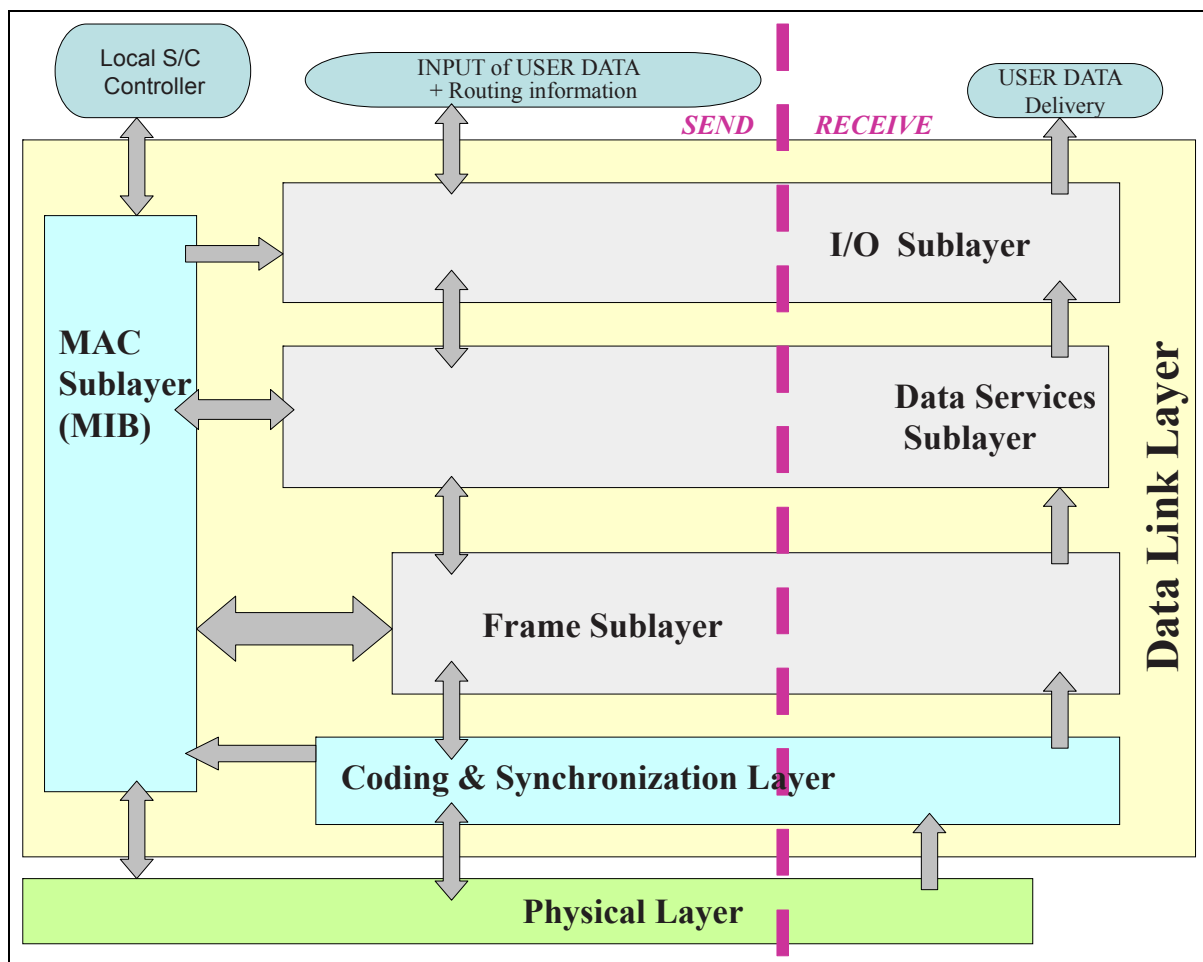 Local S/C
Controller
INPUT of USER DATA
+ Routing information
USER DATA
Delivery
SEND
RECEIVE
I/O Sublayer
MAC
Sublayer
(MIB)
Data Services
Sublayer
Data Link Layer
Frame Sublayer
Coding & Synchronization Layer
Physical Layer